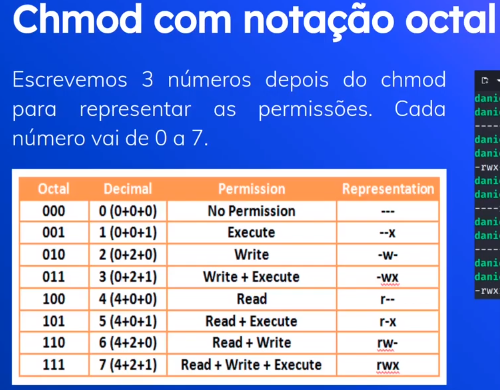 Chmod com notação octal
Escrevemos 3 números depois do chmod
para representar as permissões. Cada
número vai de 0 a 7.
Octal Decimal Permission Representation
000 0 (0+0+0) No Permission ---
001 1 (0+0+1) Execute --x
010 2 (0+2+0) Write -w-
011 3 (0+2+1) Write + Execute -wx
100 4 (4+0+0) Read r--
101 5 (4+0+1) Read + Execute r-x
110 6 (4+2+0) Read + Write rw-
111 7 (4+2+1) Read + Write + Execute rwx
dani
dani
----
dani
dani
-rwx
dani
dani
----
dani
dani
----
dani
dani
-rwx